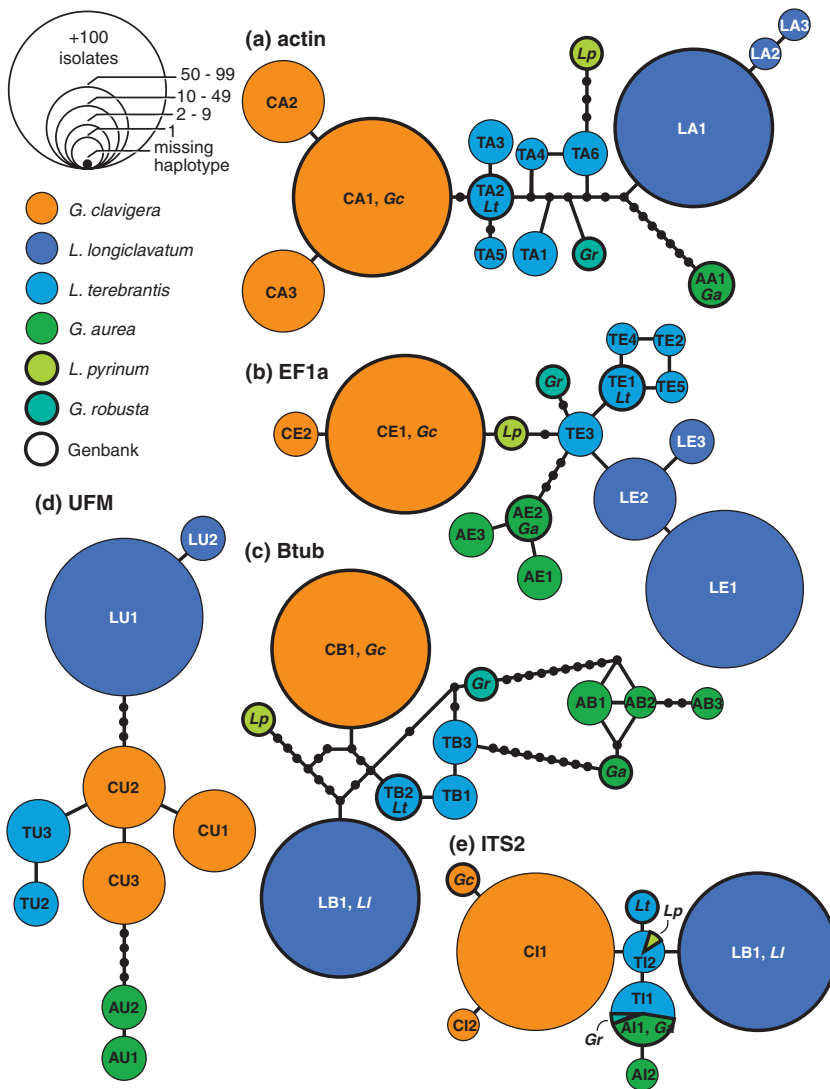 +100
isolates
50 - 99
10 - 49
2 - 9
1
missing
haplotype
G. clavigera
L. longiclavatum
L. terebrantis
G. aurea
L. pyrinum
G. robusta
Genbank
(a) actin
CA2
CA1, Gc
CA3
TA3
TA2
Lt
TA5
TA4
TA1
Lp
TA6
Gr
LA1
LA2
LA3
AA1
Ga
(b) EF1a
CE2
CE1, Gc
Lp
Gr
TE3
TE4
TE2
TE1
Lt
TE5
LE3
LE2
LE1
AE2
Ga
AE3
AE1
(c) Btub
CB1, Gc
Lp
Gr
TB3
TB2
Lt
TB1
AB1
AB2
AB3
Ga
LB1, Ll
(d) UFM
LU2
LU1
CU2
TU3
CU1
CU3
TU2
AU2
AU1
(e) ITS2
Gc
CI1
CI2
Lt
Lp
TI2
LB1, Ll
TI1
Gr
AI1, Ga
AI2